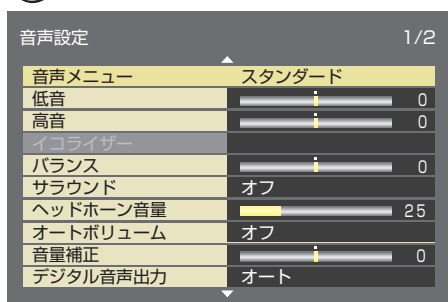 音声設定 1/2
音声メニュー スタンダード
低音 0
高音 0
イコライザー
バランス 0
サラウンド オフ
ヘッドホーン音量 25
オートボリューム オフ
音量補正 0
デジタル音声出力 オート